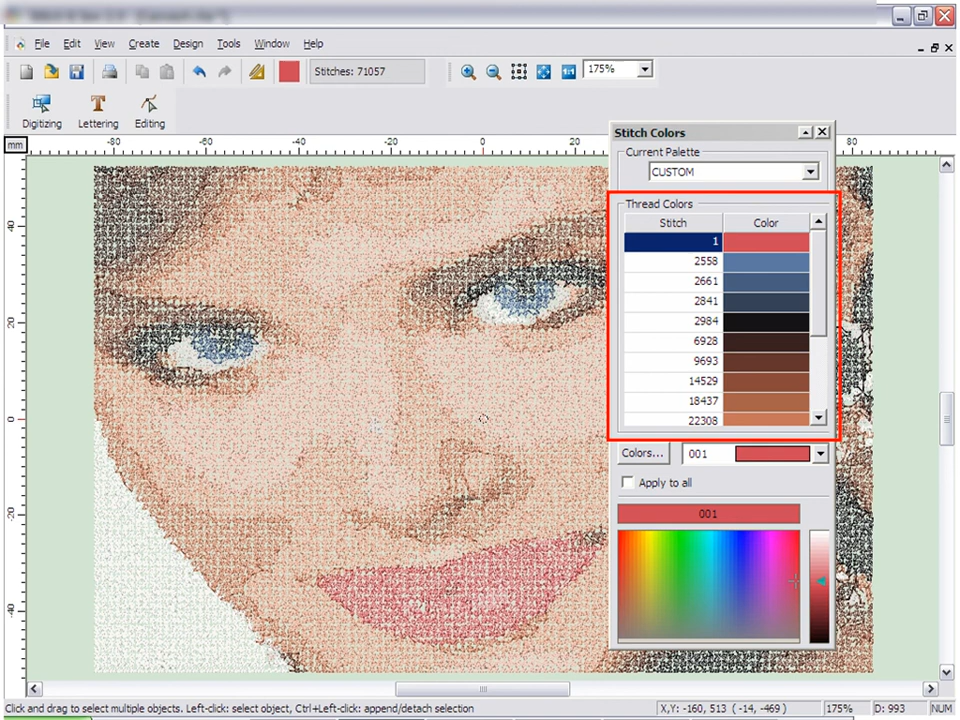 File Edit View Create Design Tools Window Help
Stitches: 71057 1:1 175%
Digitizing Lettering Editing
mm
-80 -60 -40 -20 0 20 80
40
20
0
-20
-40
Stitch Colors
Current Palette
CUSTOM
Thread Colors
Stitch Color
1
2558
2661
2841
2984
6928
9693
14529
18437
22308
Colors... 001
Apply to all
001
Click and drag to select multiple objects. Left-click: select object, Ctrl+Left-click: append/detach selection X,Y: -160, 513 ( -14, -469 ) 175% D: 993 NUM